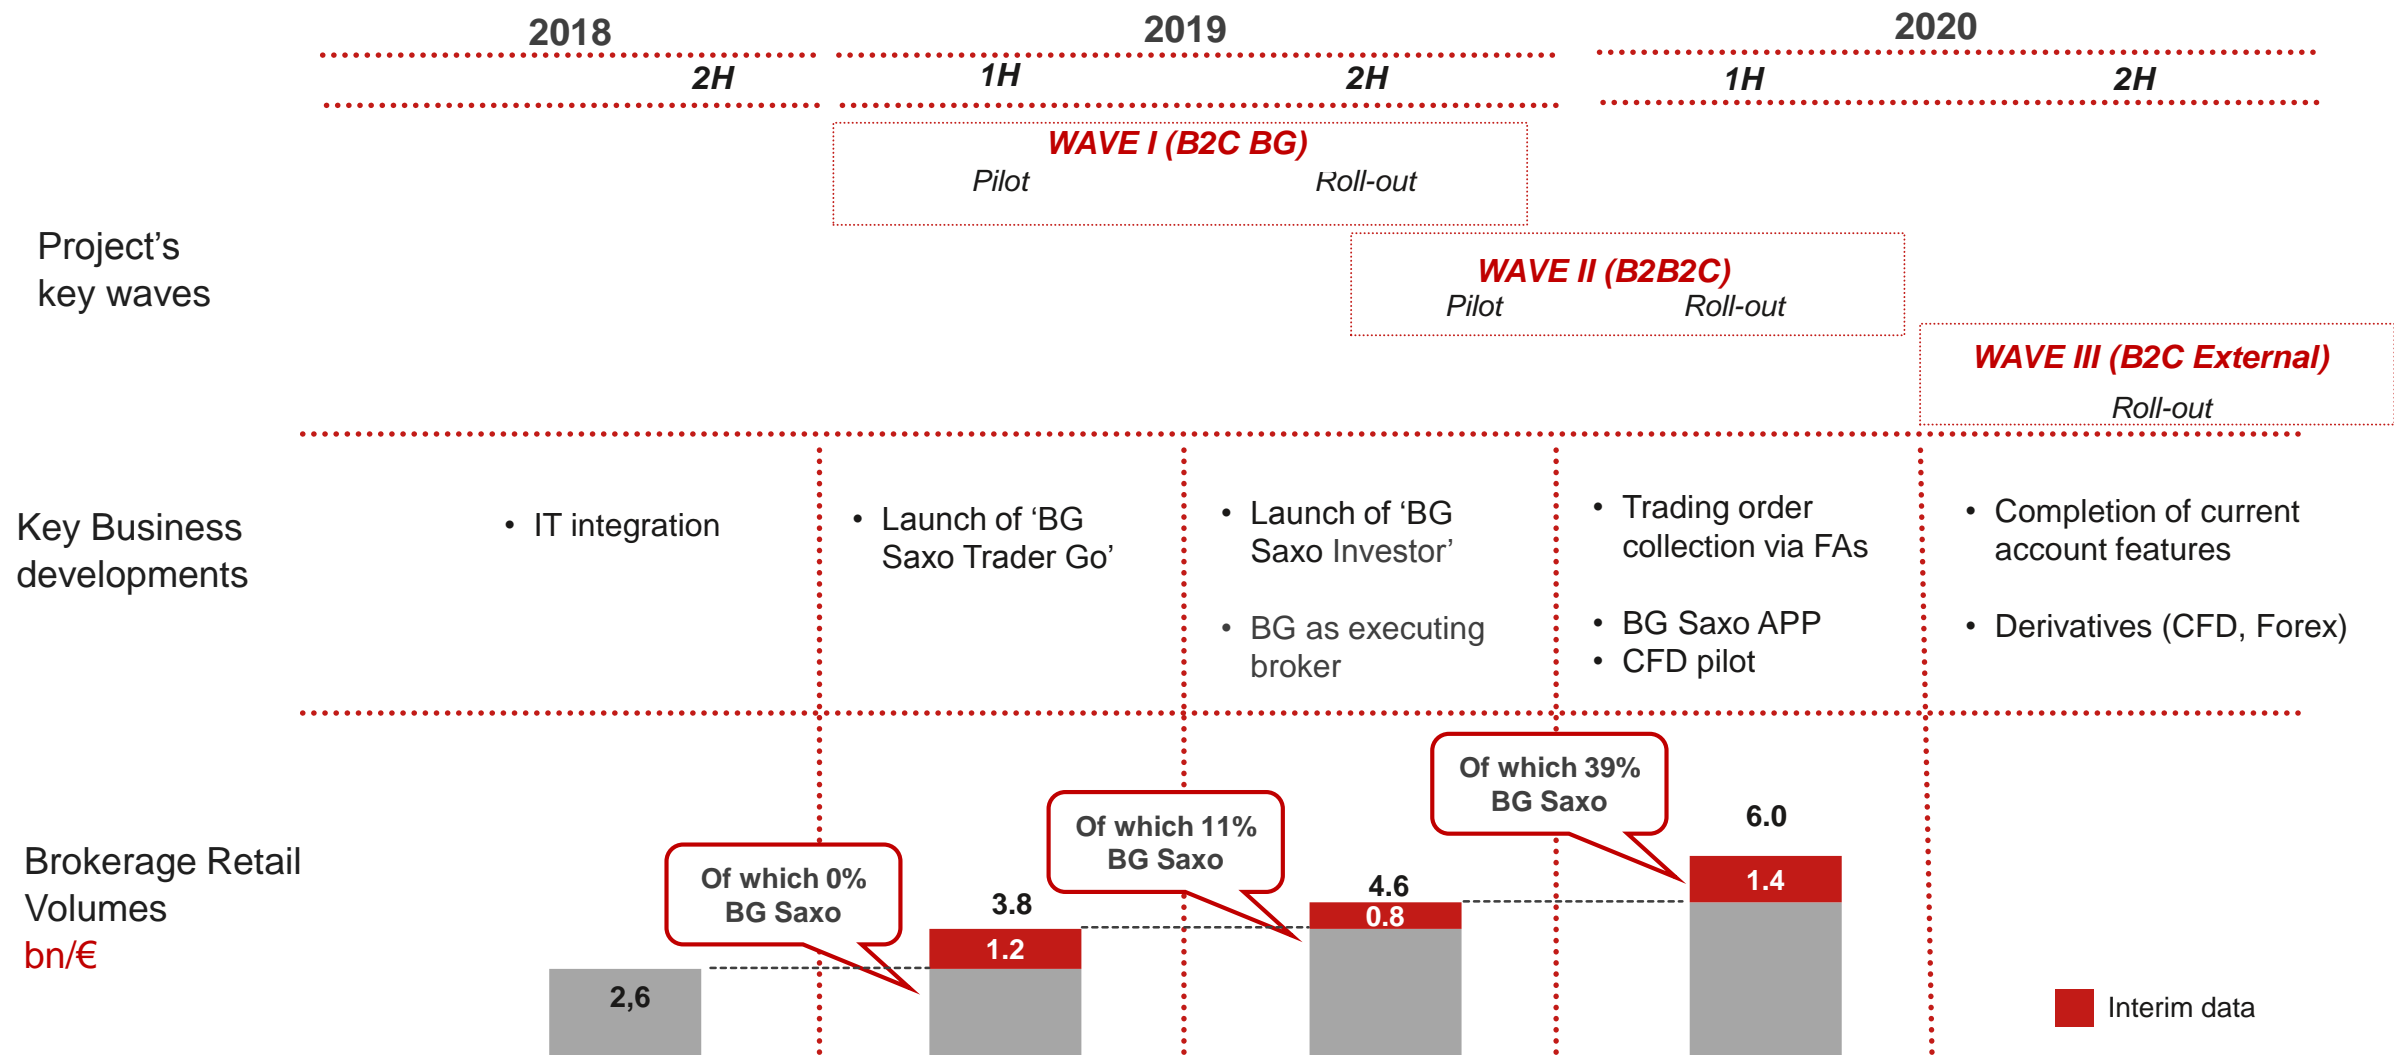 2018
2019
2020
2H
1H
2H
1H
2H
WAVE I (B2C BG)
Pilot
Roll-out
Project’s
key waves
WAVE II (B2B2C)
Pilot
Roll-out
WAVE III (B2C External)
Roll-out
Key Business
developments
• IT integration
• Launch of ‘BG
Saxo Trader Go’
• Launch of ‘BG
Saxo Investor’
• BG as executing
broker
• Trading order
collection via FAs
• BG Saxo APP
• CFD pilot
• Completion of current
account features
• Derivatives (CFD, Forex)
Brokerage Retail
Volumes
bn/€
2,6
Of which 0%
BG Saxo
3.8
1.2
Of which 11%
BG Saxo
4.6
0.8
Of which 39%
BG Saxo
6.0
1.4
Interim data